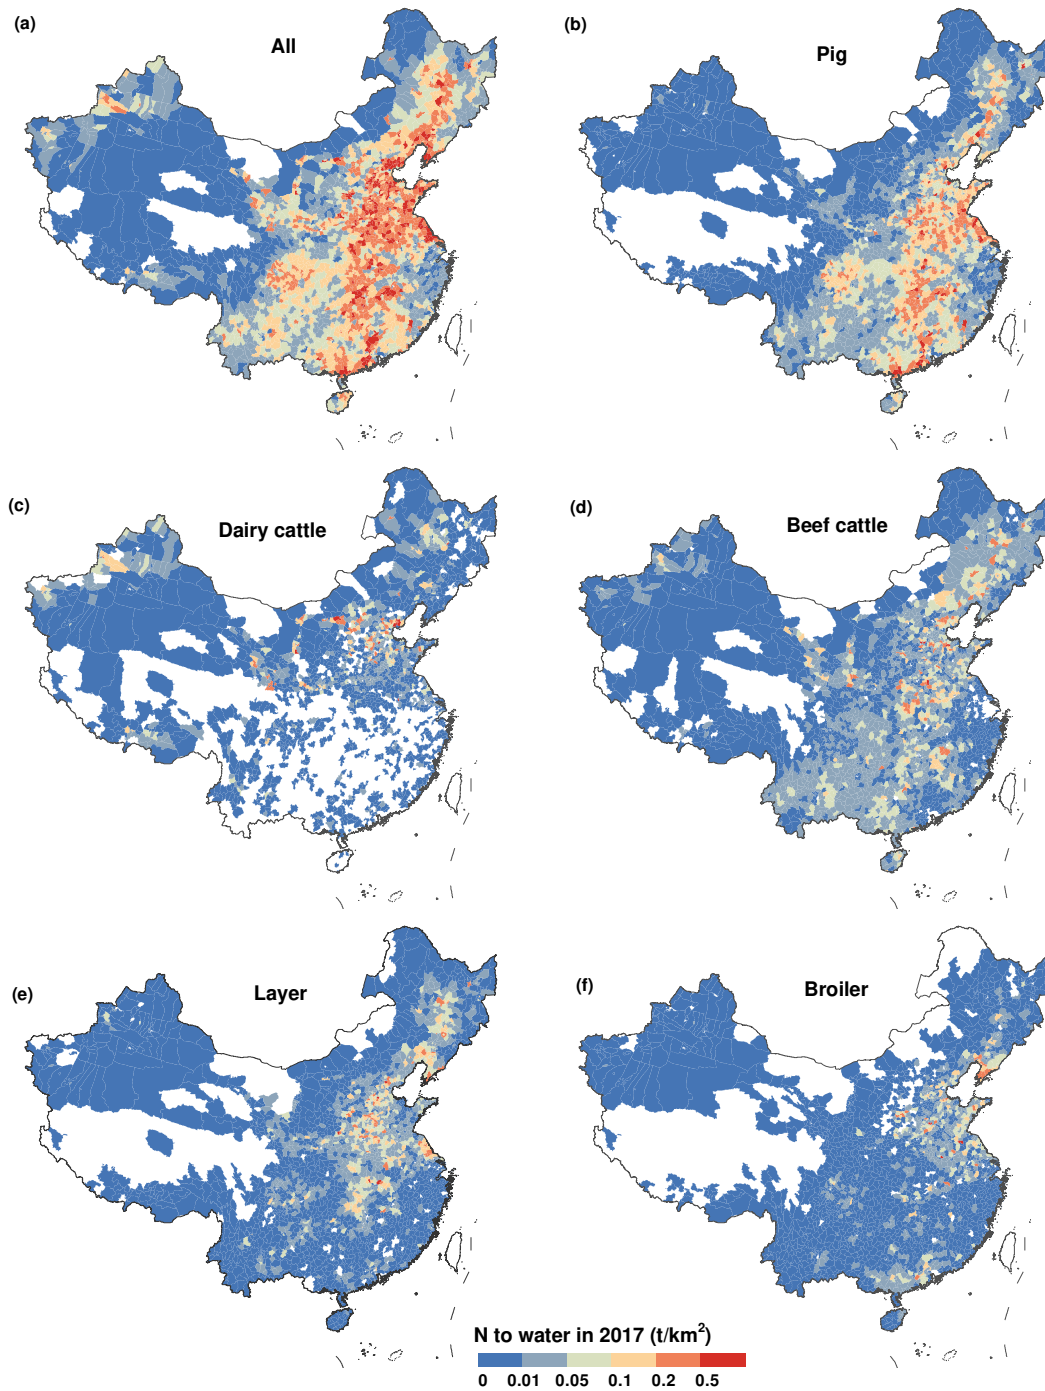 (a)
All
(b)
Pig
(c)
Dairy cattle
(d)
Beef cattle
(e)
Layer
(f)
Broiler
N to water in 2017 (t/km²)
0 0.01 0.05 0.1 0.2 0.5